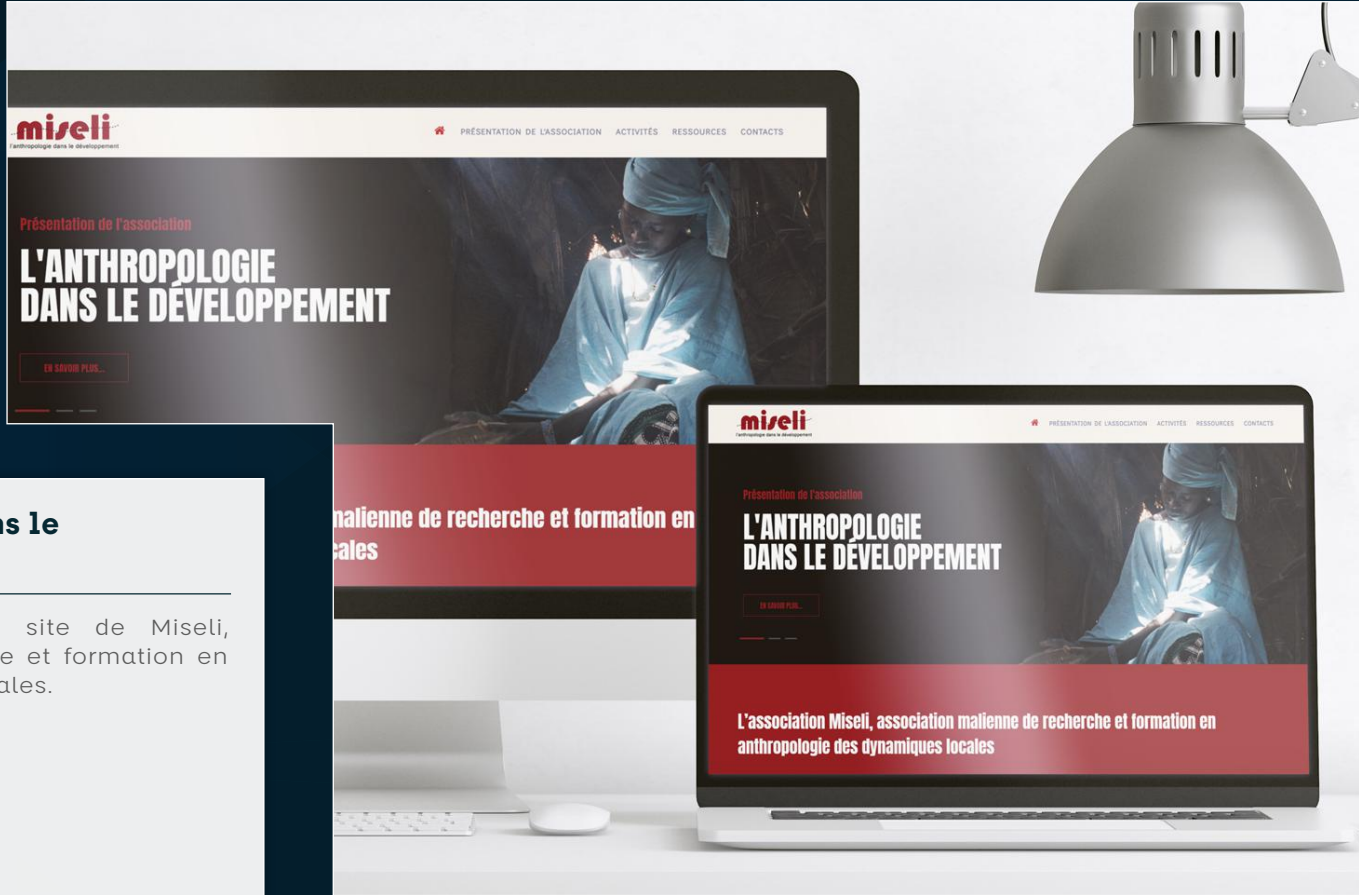 miseli
l'anthropologie dans le développement
PRÉSENTATION DE L'ASSOCIATION ACTIVITÉS RESSOURCES CONTACTS
Présentation de l'association
L'ANTHROPOLOGIE
DANS LE DÉVELOPPEMENT
EN SAVOIR PLUS...
malienne de recherche et formation en
cales
s le
site de Miseli,
e et formation en
ales.
miseli
l'anthropologie dans le développement
PRÉSENTATION DE L'ASSOCIATION ACTIVITÉS RESSOURCES CONTACTS
Présentation de l'association
L'ANTHROPOLOGIE
DANS LE DÉVELOPPEMENT
EN SAVOIR PLUS...
L'association Miseli, association malienne de recherche et formation en
anthropologie des dynamiques locales